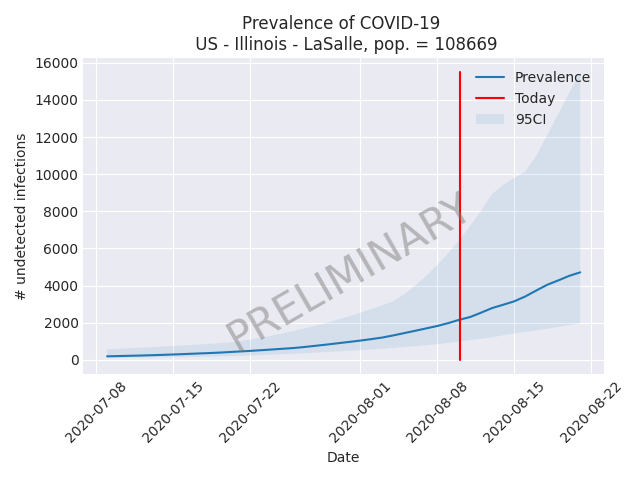 Prevalence of COVID-19
US - Illinois - LaSalle, pop. = 108669
16000
14000
12000
10000
8000
6000
4000
2000
0
# undetected infections
Prevalence
Today
95CI
PRELIMINARY
2020-07-08
2020-07-15
2020-07-22
2020-08-01
2020-08-08
2020-08-15
2020-08-22
Date